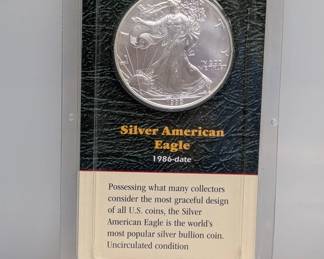 Silver American
Eagle
1986-date
Possessing what many collectors
consider the most graceful design
of all U.S. coins, the Silver
American Eagle is the world's
most popular silver bullion coin.
Uncirculated condition